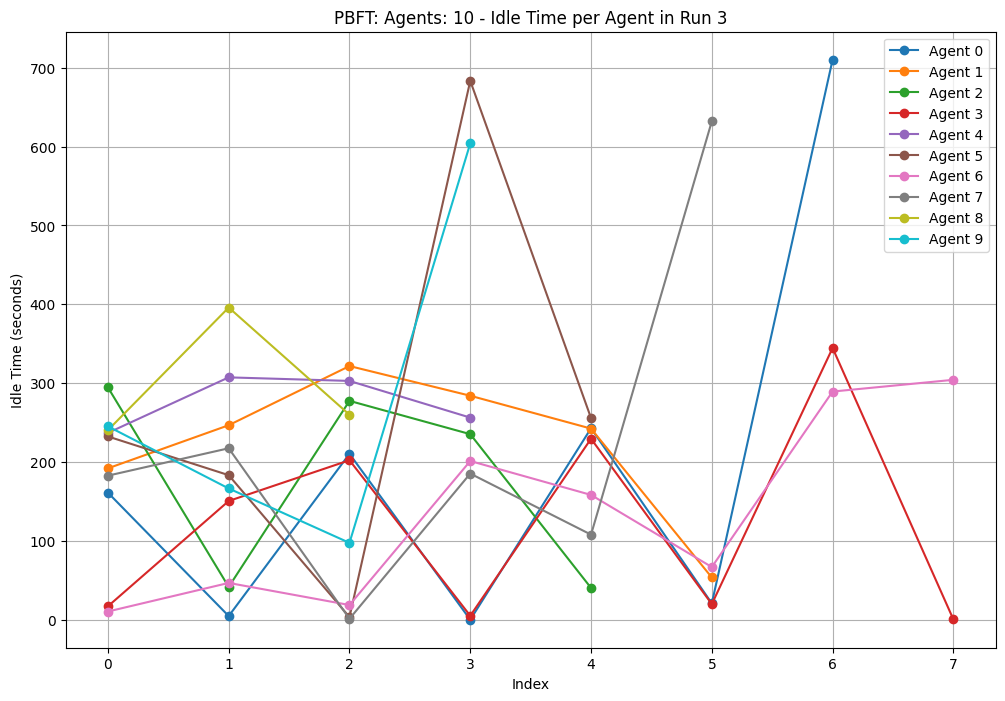 PBFT: Agents: 10 - Idle Time per Agent in Run 3
Idle Time (seconds)
700
600
500
400
300
200
100
0
0 1 2 3 4 5 6 7
Index
Agent 0
Agent 1
Agent 2
Agent 3
Agent 4
Agent 5
Agent 6
Agent 7
Agent 8
Agent 9